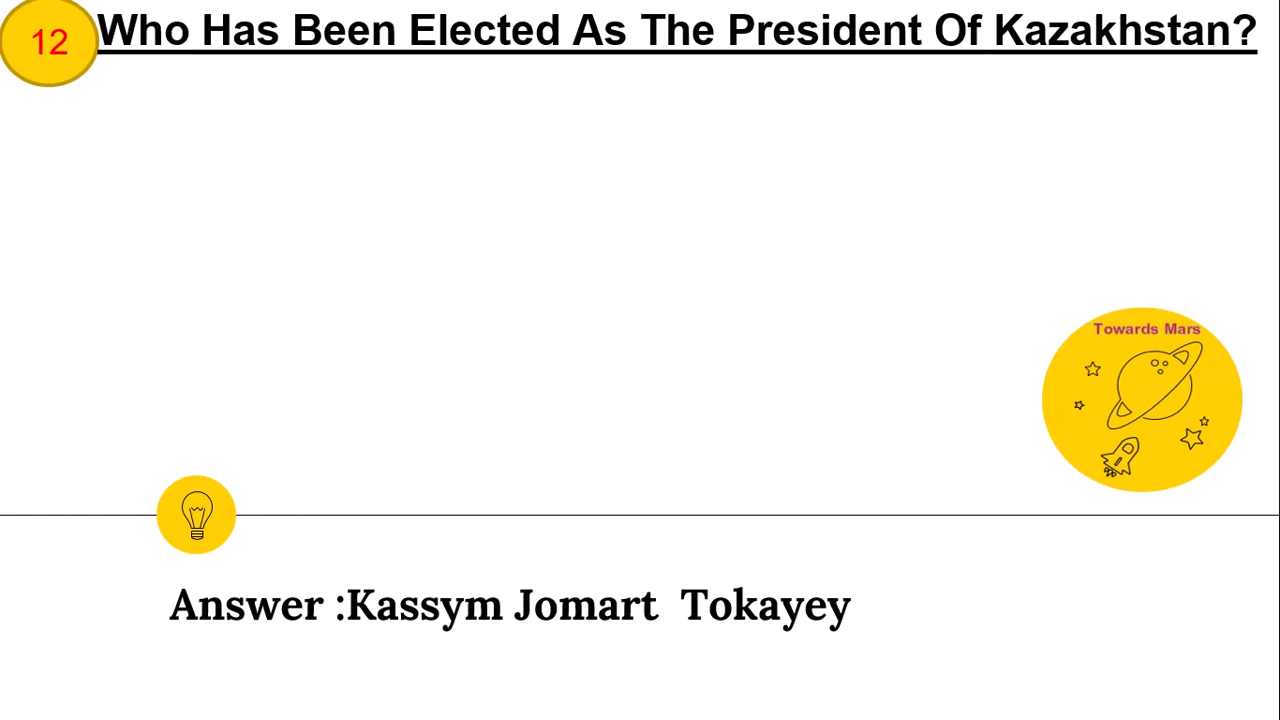 12
Who Has Been Elected As The President Of Kazakhstan?
Towards Mars
Answer :Kassym Jomart Tokayey